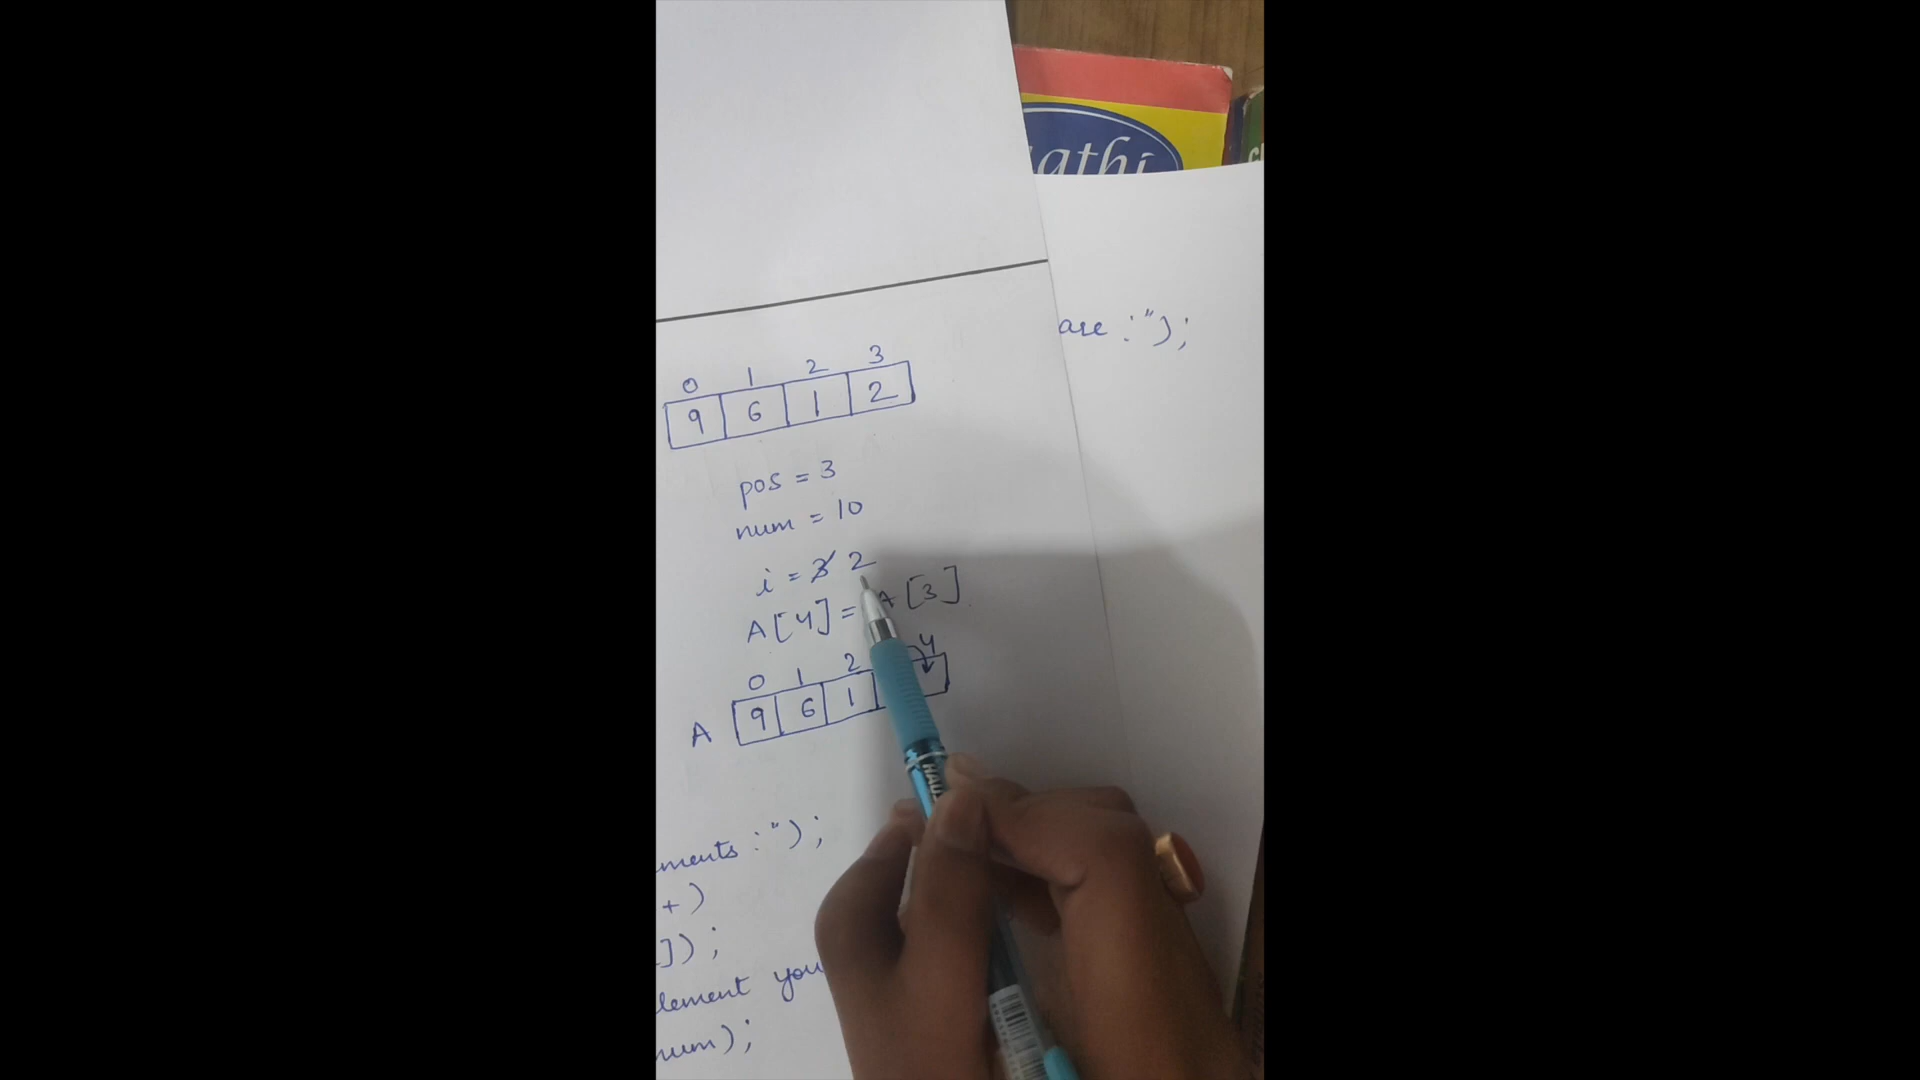 athi
are :");
0 1 2 3
9 6 1 2
pos = 3
num = 10
i = 3 2
A[4] = A[3]
0 1 2 4
A 9 6 1
ments :");
+)
]);
lement you
num);